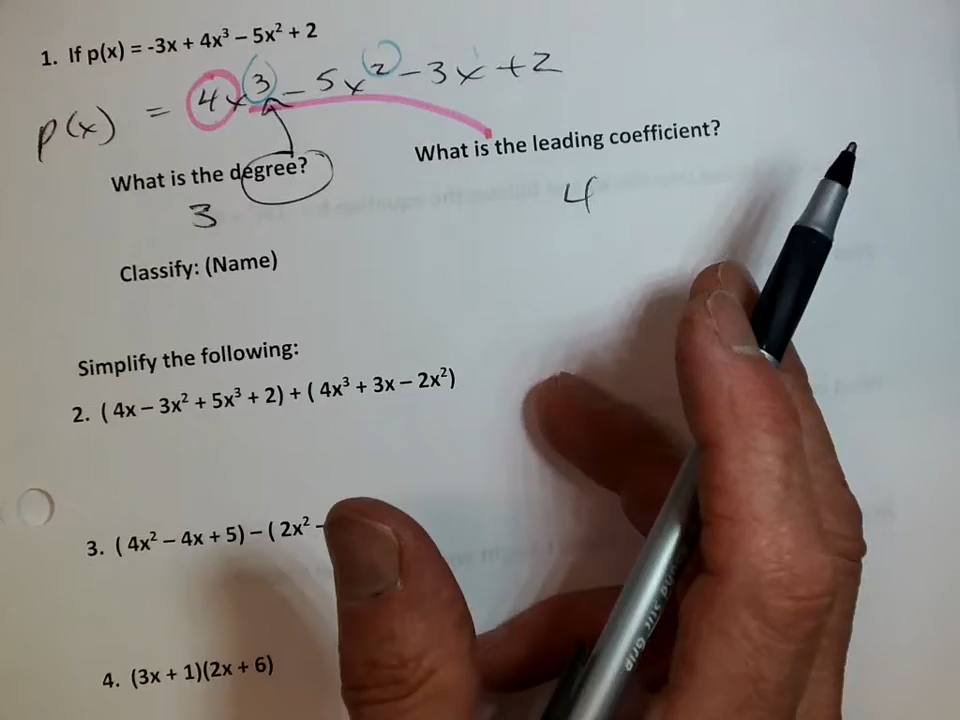 1. If p(x) = -3x + 4x³ – 5x² + 2
p(x) = 4x³ – 5x² – 3x + 2
What is the degree? What is the leading coefficient?
3 4
Classify: (Name)
Simplify the following:
2. ( 4x – 3x² + 5x³ + 2) + ( 4x³ + 3x – 2x²)
3. ( 4x² – 4x + 5) – ( 2x² –
4. (3x + 1)(2x + 6)